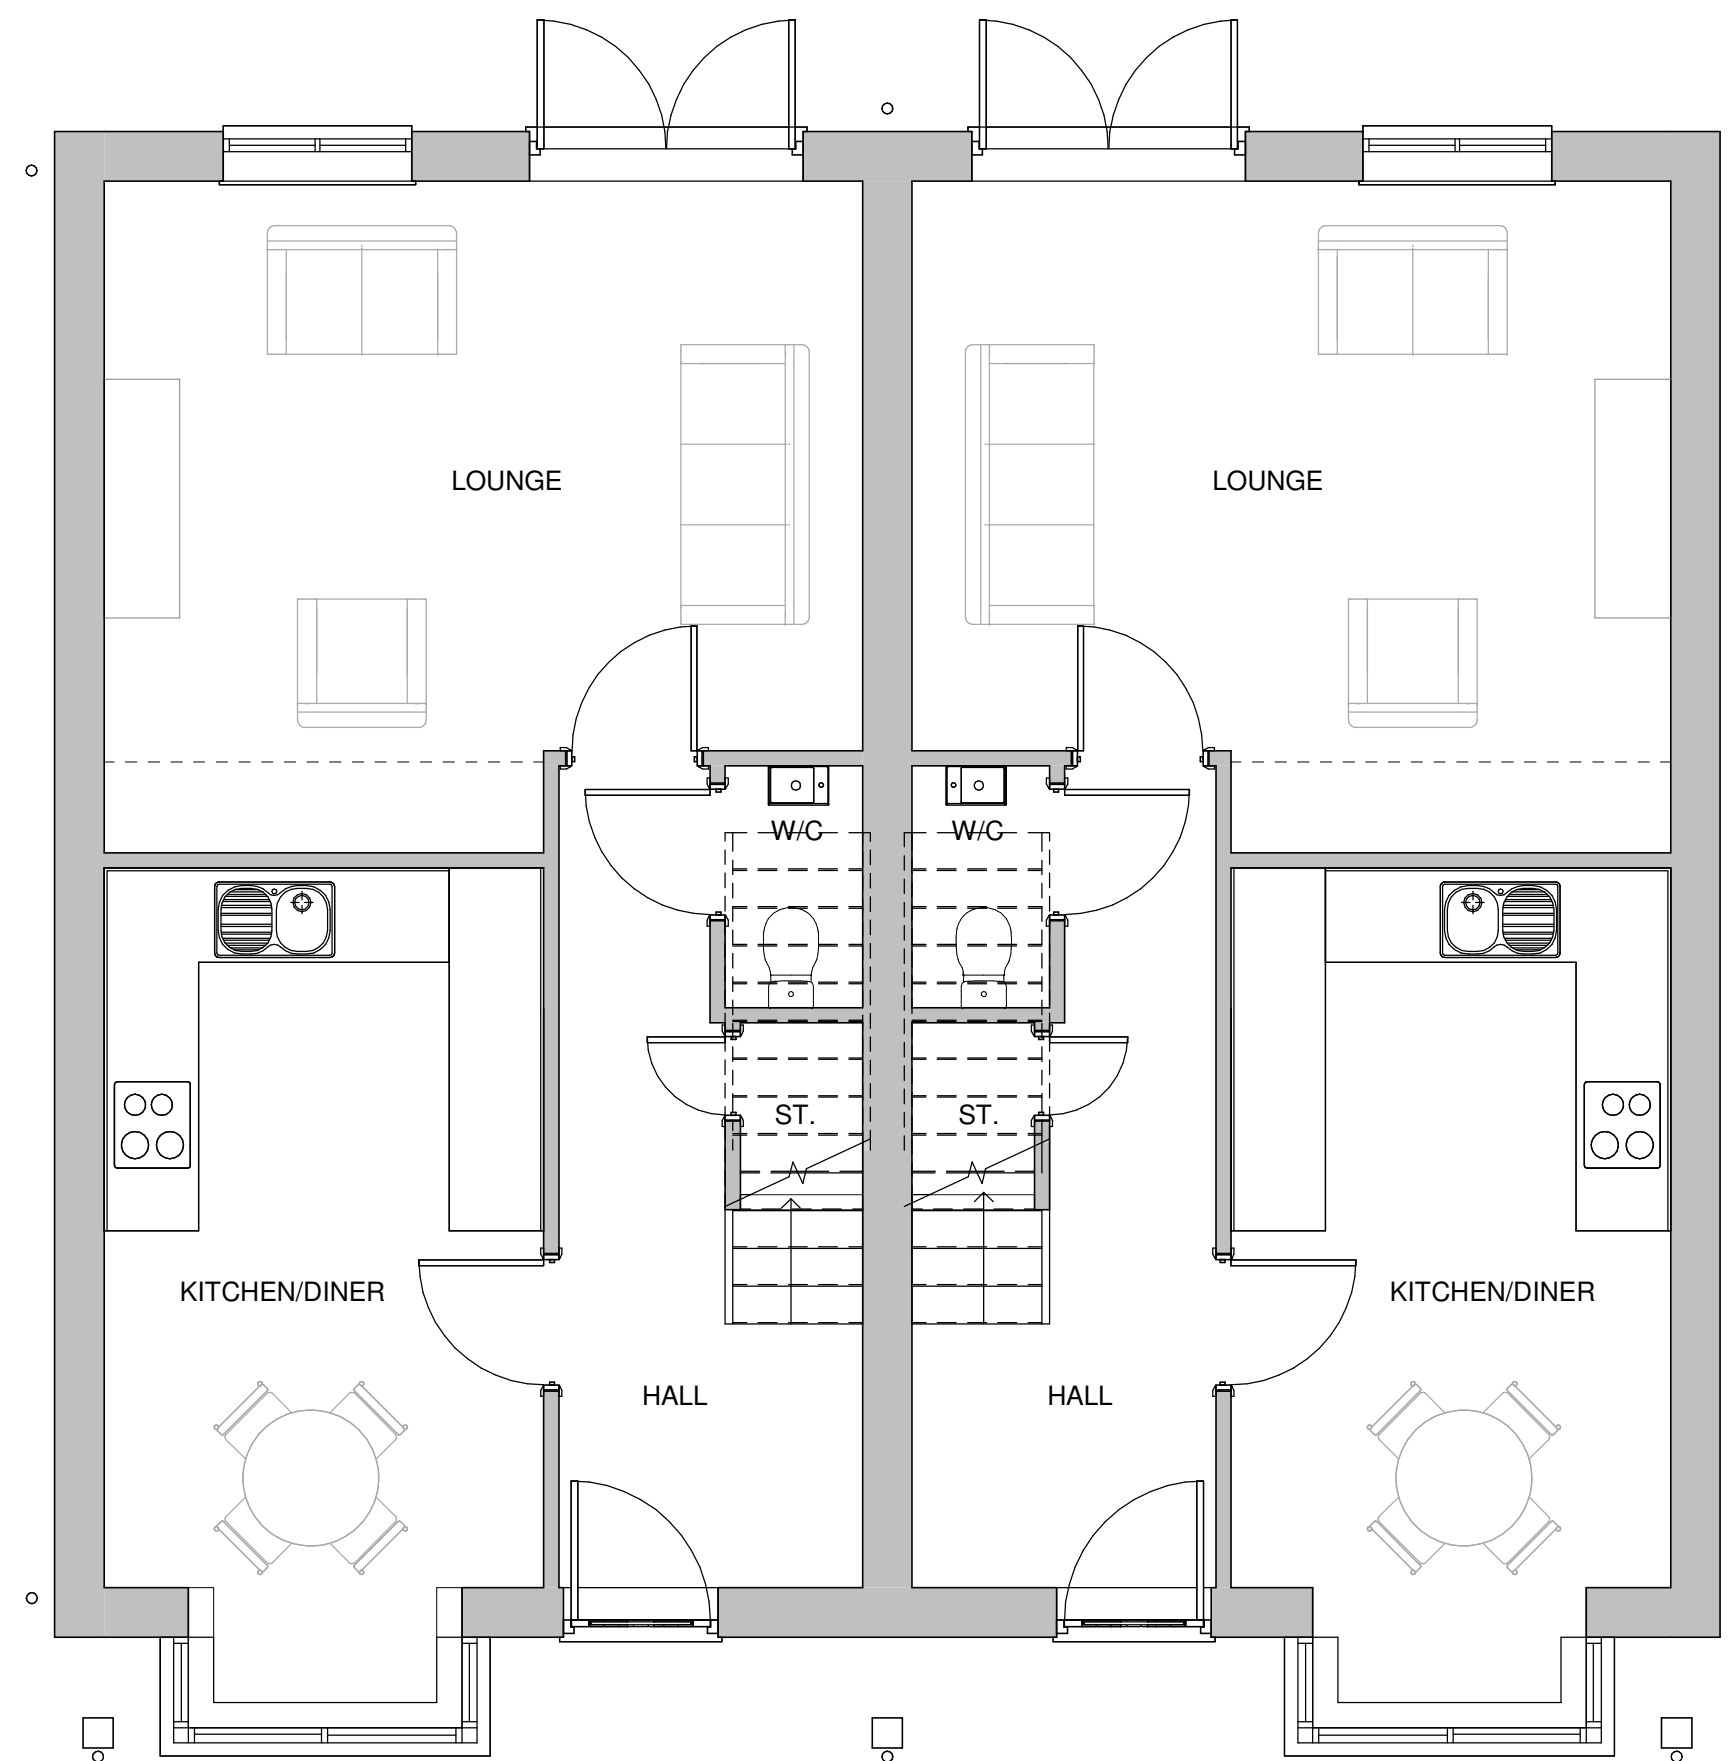 LOUNGE
LOUNGE
W/C
W/C
ST.
ST.
KITCHEN/DINER
KITCHEN/DINER
HALL
HALL